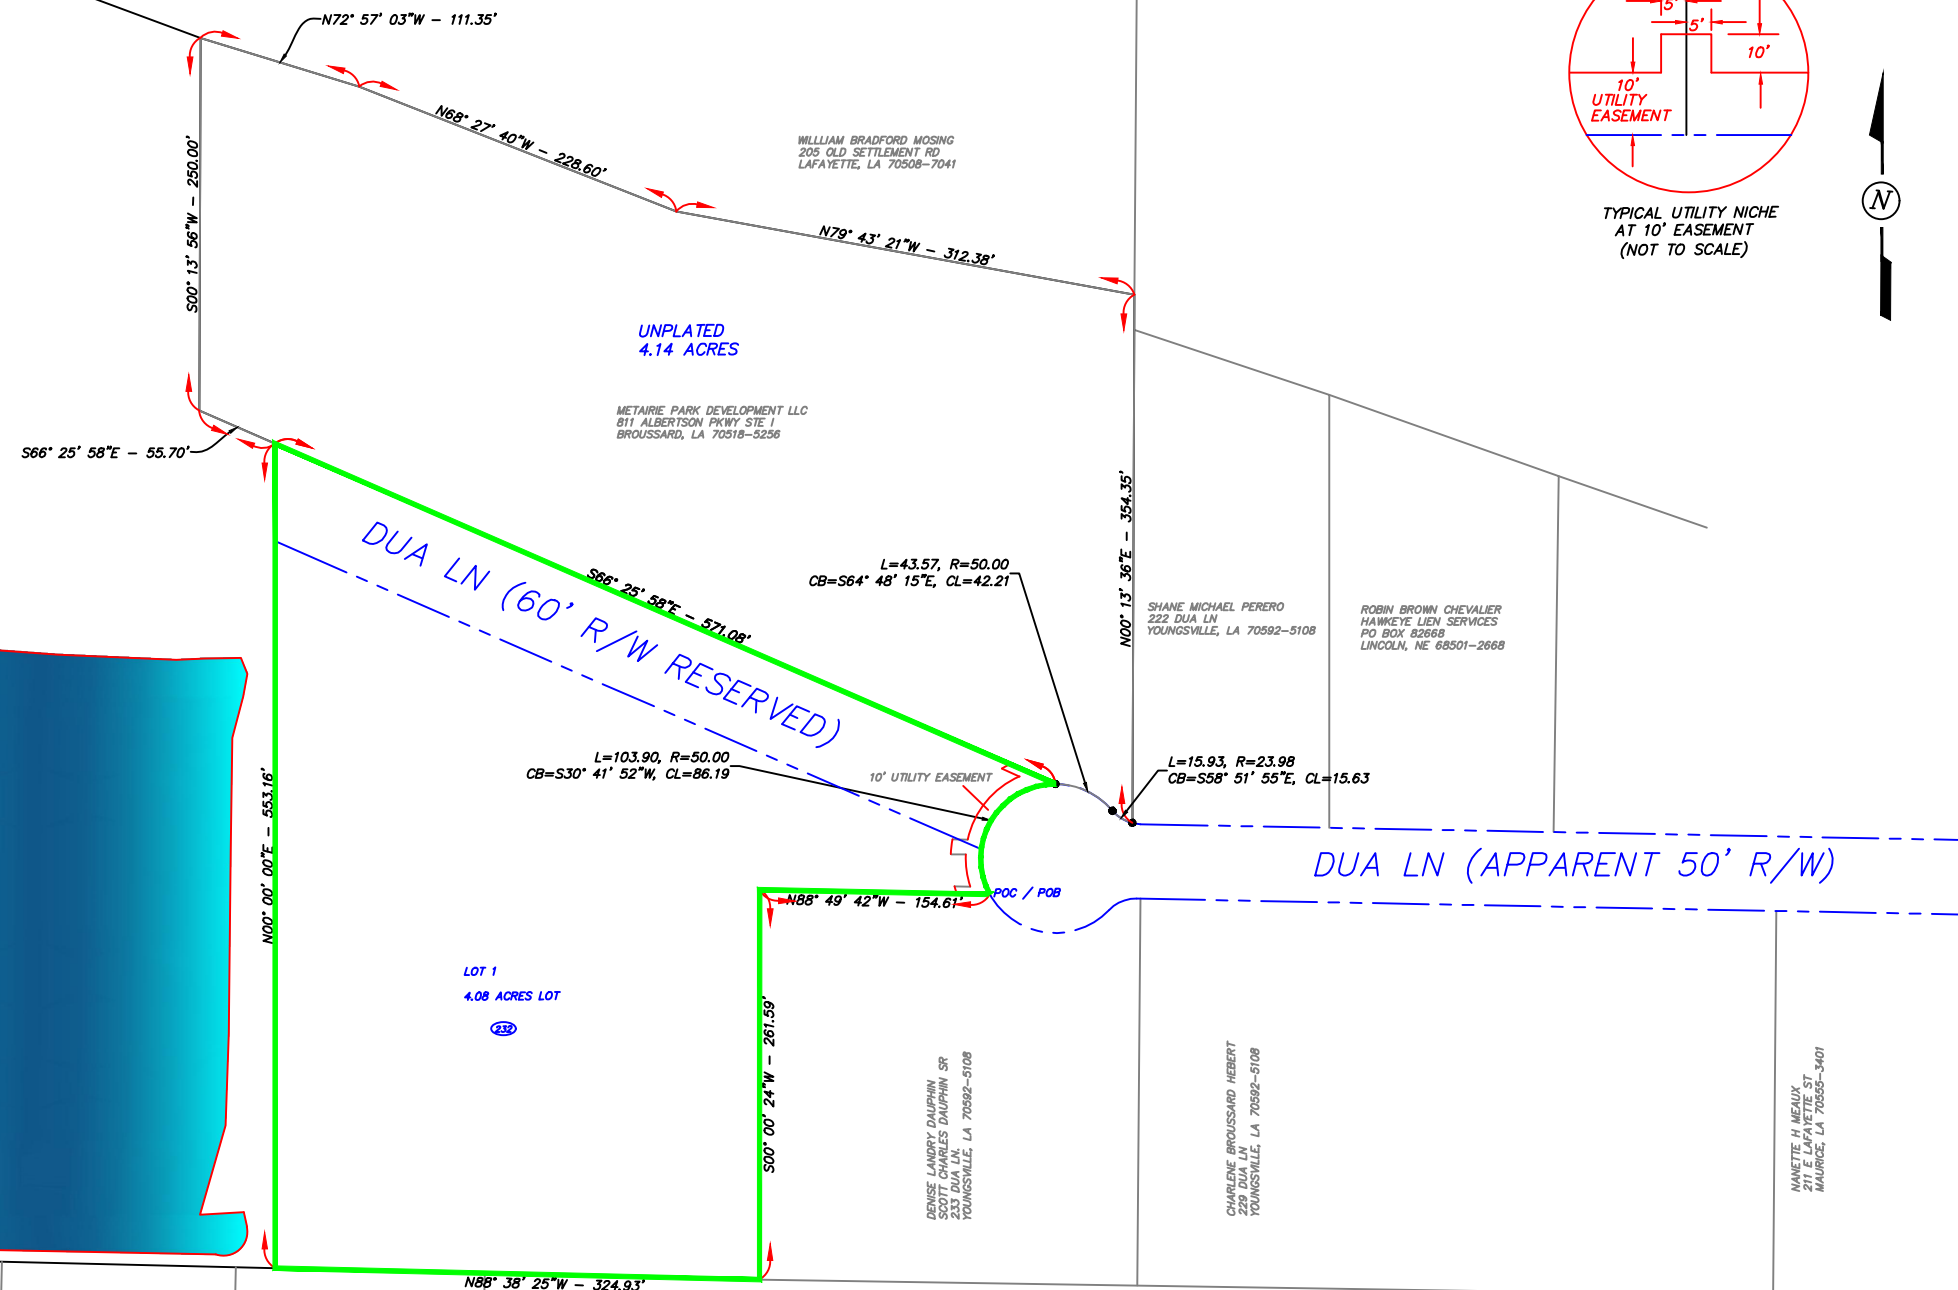 N72° 57' 03"W - 111.35'
5'
5'
10'
10'
UTILITY
EASEMENT
N68° 27' 40"W - 228.60'
WILLLIAM BRADFORD MOSING
205 OLD SETTLEMENT RD
LAFAYETTE, LA 70508-7041
TYPICAL UTILITY NICHE
AT 10' EASEMENT
(NOT TO SCALE)
N
S00° 13' 56"W - 250.00'
N79° 43' 21"W - 312.38'
UNPLATED
4.14 ACRES
METAIRIE PARK DEVELOPMENT LLC
811 ALBERTSON PKWY STE I
BROUSSARD, LA 70518-5256
S66° 25' 58"E - 55.70'
DUA LN (60' R/W RESERVED)
S66° 25' 58"E - 571.08'
L=43.57, R=50.00
CB=S64° 48' 15"E, CL=42.21
N00° 13' 36"E - 354.35'
SHANE MICHAEL PERERO
222 DUA LN
YOUNGSVILLE, LA 70592-5108
ROBIN BROWN CHEVALIER
HAWKEYE LIEN SERVICES
PO BOX 82668
LINCOLN, NE 68501-2668
L=103.90, R=50.00
CB=S30° 41' 52"W, CL=86.19
10' UTILITY EASEMENT
L=15.93, R=23.98
CB=S58° 51' 55"E, CL=15.63
DUA LN (APPARENT 50' R/W)
N00° 00' 00"E - 553.16'
POC / POB
N88° 49' 42"W - 154.61'
LOT 1
4.08 ACRES LOT
232
S00° 00' 24"W - 261.59'
DENISE LANDRY DAUPHIN
SCOTT CHARLES DAUPHIN SR
233 DUA LN.
YOUNGSVILLE, LA 70592-5108
CHARLENE BROUSSARD HEBERT
229 DUA LN
YOUNGSVILLE, LA 70592-5108
NANETTE H MEAUX
211 E LAFAYETTE ST
MAURICE, LA 70555-3401
N88° 38' 25"W - 324.93'